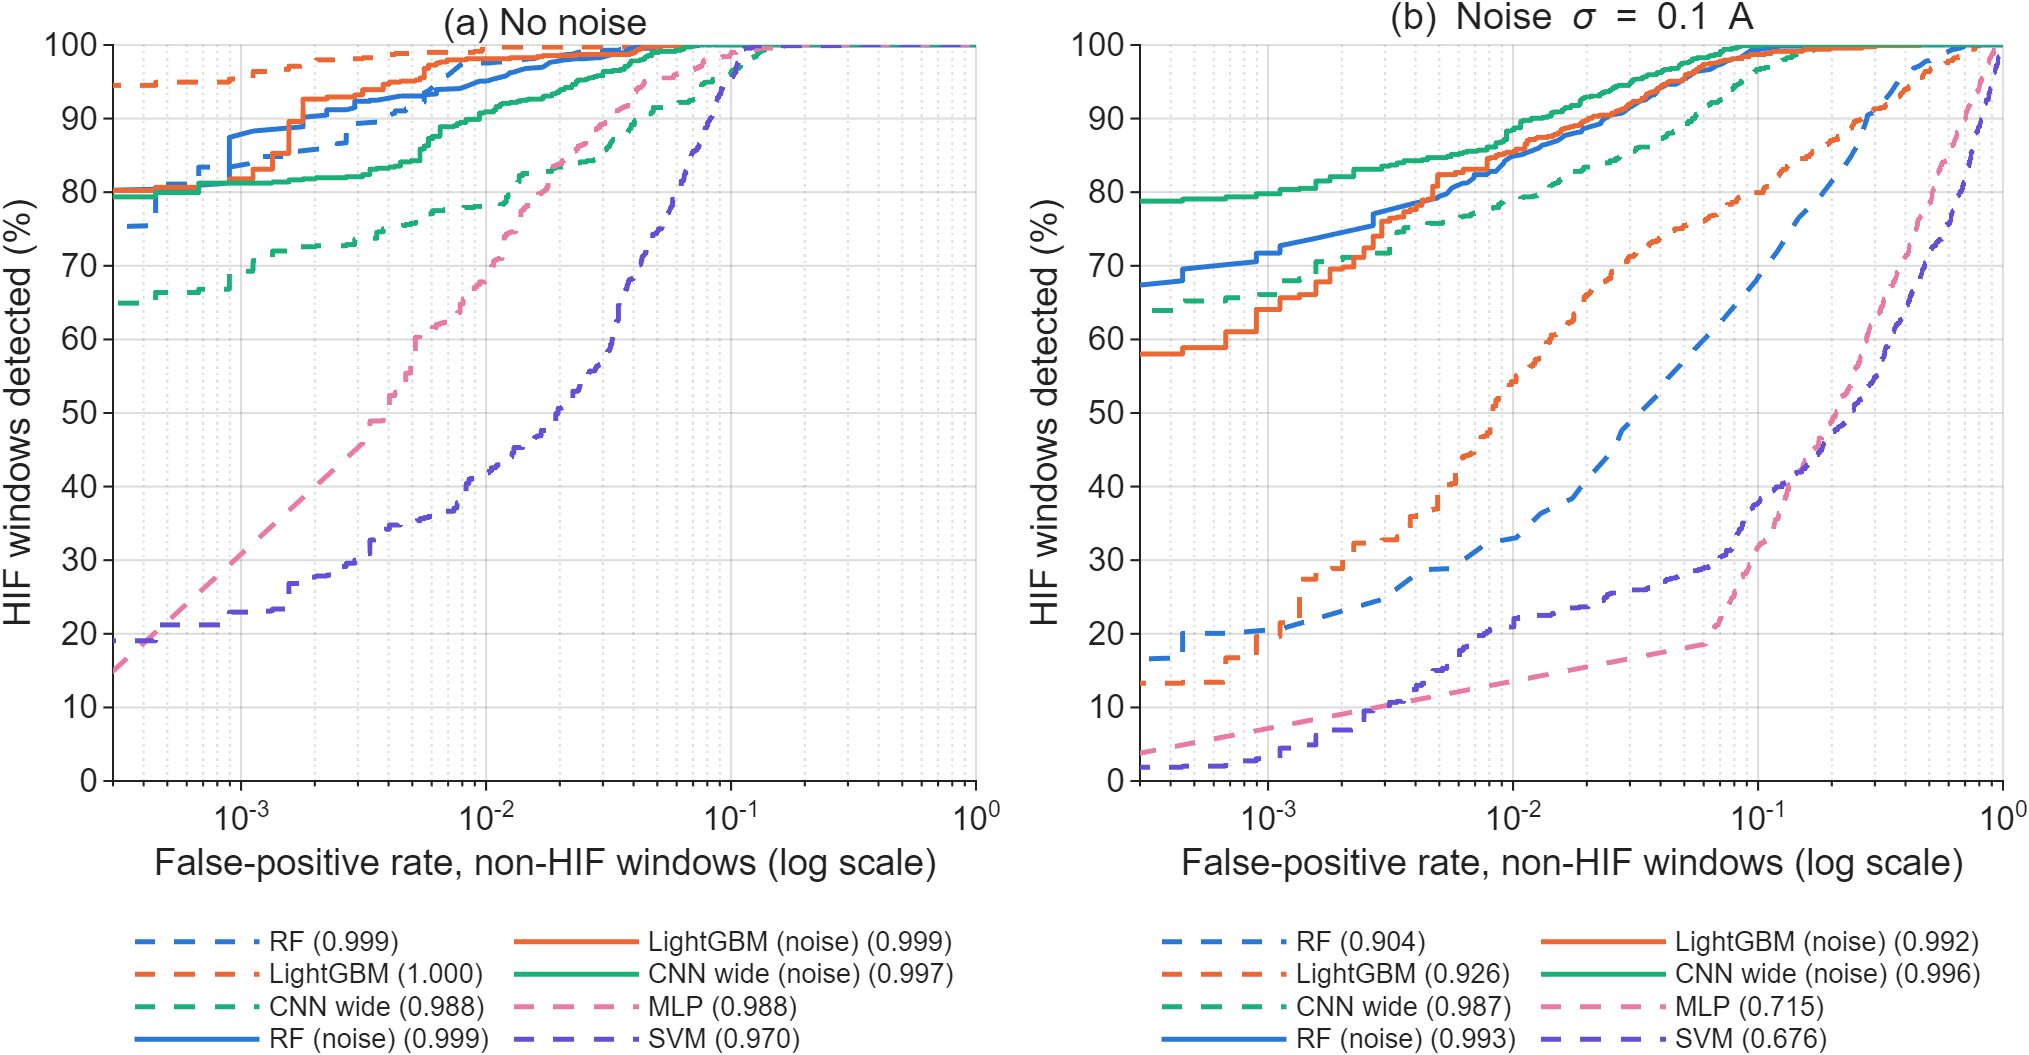 (a) No noise
100
90
80
70
60
50
40
30
20
10
0
HIF windows detected (%)
10⁻³ 10⁻² 10⁻¹ 10⁰
False-positive rate, non-HIF windows (log scale)
RF (0.999)
LightGBM (1.000)
CNN wide (0.988)
RF (noise) (0.999)
LightGBM (noise) (0.999)
CNN wide (noise) (0.997)
MLP (0.988)
SVM (0.970)
(b) Noise σ = 0.1 A
100
90
80
70
60
50
40
30
20
10
0
HIF windows detected (%)
10⁻³ 10⁻² 10⁻¹ 10⁰
False-positive rate, non-HIF windows (log scale)
RF (0.904)
LightGBM (0.926)
CNN wide (0.987)
RF (noise) (0.993)
LightGBM (noise) (0.992)
CNN wide (noise) (0.996)
MLP (0.715)
SVM (0.676)